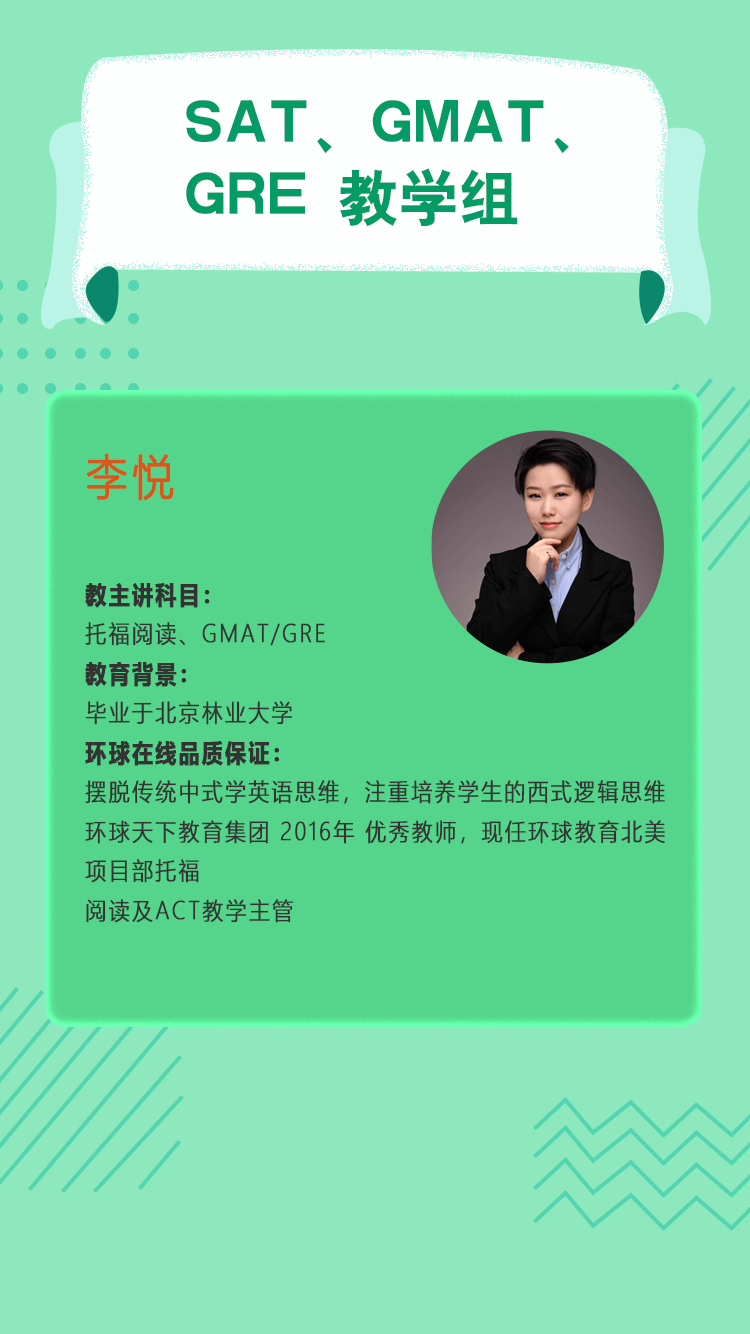 SAT、GMAT、
GRE 教学组
李悦
教主讲科目：
托福阅读、GMAT/GRE
教育背景：
毕业于北京林业大学
环球在线品质保证：
摆脱传统中式学英语思维，注重培养学生的西式逻辑思维
环球天下教育集团 2016年 优秀教师，现任环球教育北美
项目部托福
阅读及ACT教学主管